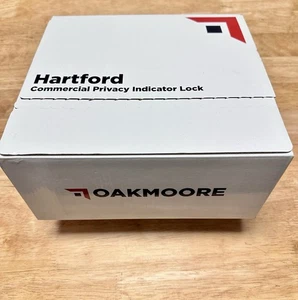 Hartford
Commercial Privacy Indicator Lock
OAKMOORE